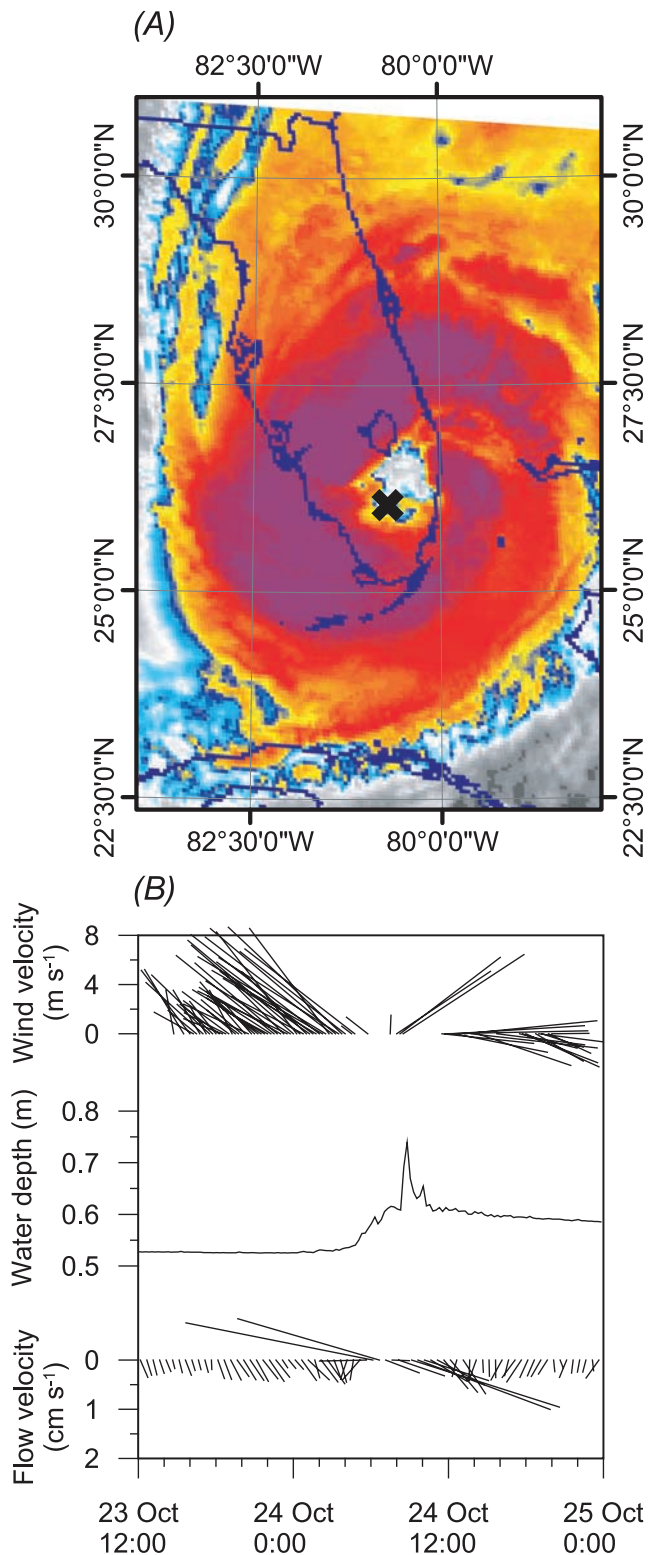 (A)
82°30'0"W 80°0'0"W
30°0'0"N 30°0'0"N
27°30'0"N 27°30'0"N
25°0'0"N 25°0'0"N
22°30'0"N 22°30'0"N
82°30'0"W 80°0'0"W
(B)
Wind velocity
(m s-1)
8
4
0
Water depth (m)
0.8
0.7
0.6
0.5
Flow velocity
(cm s-1)
0
1
2
23 Oct 24 Oct 24 Oct 25 Oct
12:00 0:00 12:00 0:00